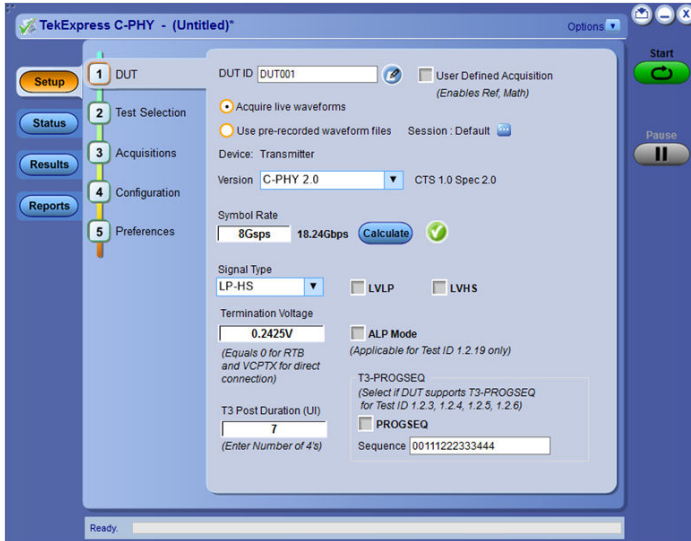 TekExpress C-PHY - (Untitled)*
Options
Start
Pause
Setup
Status
Results
Reports
1 DUT
2 Test Selection
3 Acquisitions
4 Configuration
5 Preferences
DUT ID DUT001
User Defined Acquisition
(Enables Ref, Math)
Acquire live waveforms
Use pre-recorded waveform files Session : Default
Device: Transmitter
Version C-PHY 2.0 CTS 1.0 Spec 2.0
Symbol Rate
8Gsps 18.24Gbps Calculate
Signal Type
LP-HS LVLP LVHS
Termination Voltage
0.2425V
(Equals 0 for RTB
and VCPTX for direct
connection)
ALP Mode
(Applicable for Test ID 1.2.19 only)
T3 Post Duration (UI)
7
(Enter Number of 4's)
T3-PROGSEQ
(Select if DUT supports T3-PROGSEQ
for Test ID 1.2.3, 1.2.4, 1.2.5, 1.2.6)
PROGSEQ
Sequence 00111222333444
Ready.